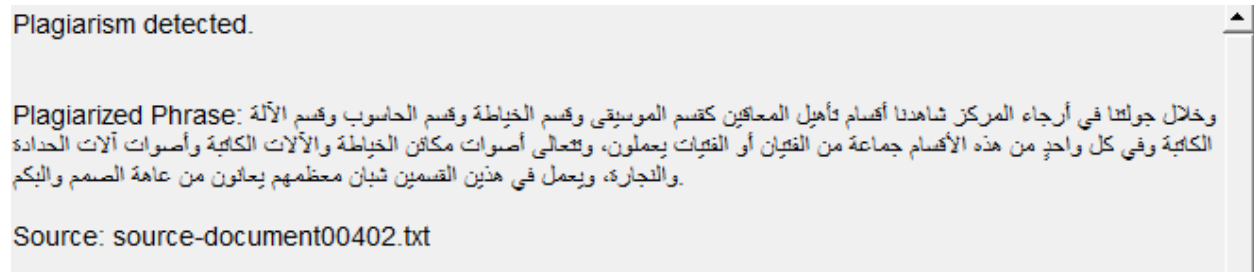 Plagiarism detected.
Plagiarized Phrase: وخلال جولتنا في أرجاء المركز شاهدنا أقسام تأهيل المعاقين كقسم الموسيقى وقسم الخياطة وقسم الحاسوب وقسم الآلة
الكاتبة وفي كل واحدٍ من هذه الأقسام جماعة من الفتيان أو الفتيات يعملون، وتتعالى أصوات مكائن الخياطة والآلات الكاتبة وأصوات آلات الحدادة
والنجارة، ويعمل في هذين القسمين شبان معظمهم يعانون من عاهة الصمم والبكم.
Source: source-document00402.txt